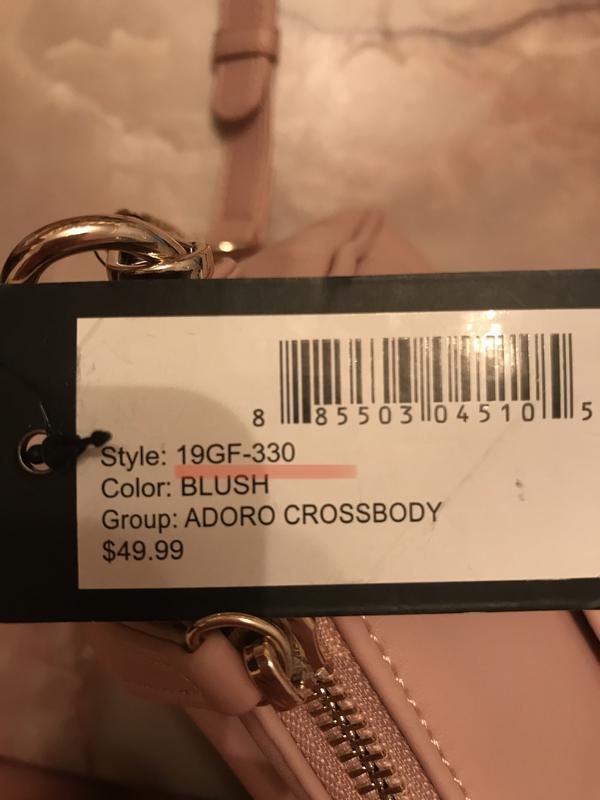 8 85503 04510 5
Style: 19GF-330
Color: BLUSH
Group: ADORO CROSSBODY
$49.99